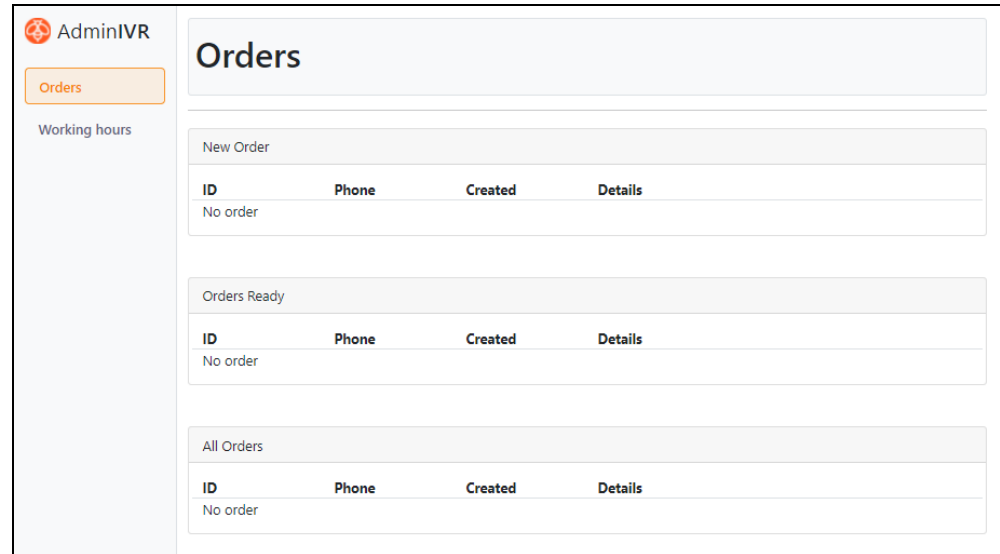 AdminIVR
Orders
Working hours
Orders
New Order
ID Phone Created Details
No order
Orders Ready
ID Phone Created Details
No order
All Orders
ID Phone Created Details
No order